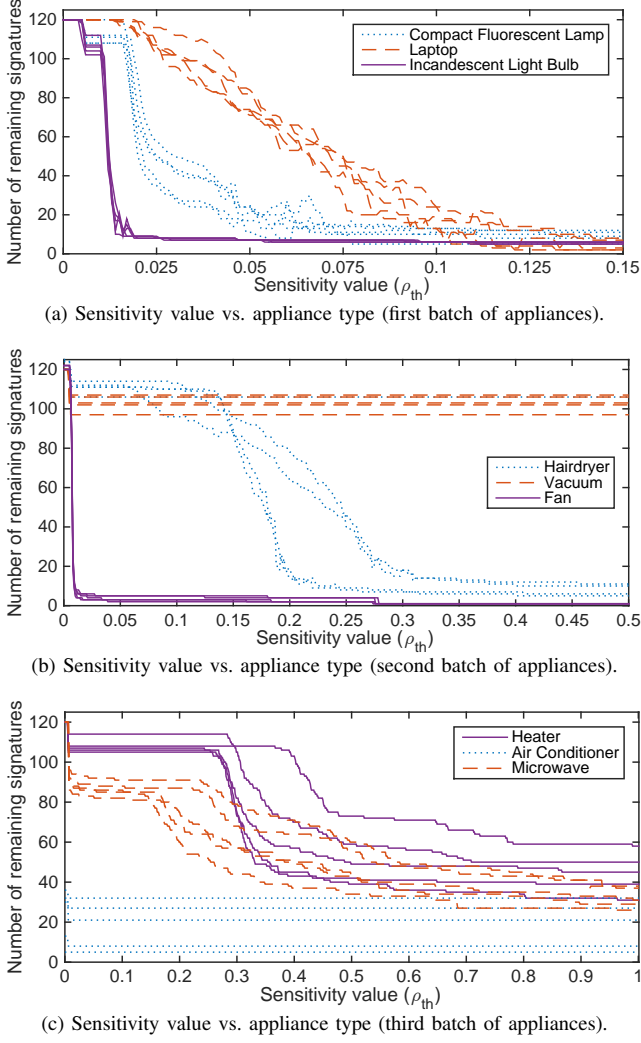 Number of remaining signatures
120
100
80
60
40
20
0
Compact Fluorescent Lamp
Laptop
Incandescent Light Bulb
0 0.025 0.05 0.075 0.1 0.125 0.15
Sensitivity value (ρth)
(a) Sensitivity value vs. appliance type (first batch of appliances).
Number of remaining signatures
120
100
80
60
40
20
0
Hairdryer
Vacuum
Fan
0 0.05 0.1 0.15 0.2 0.25 0.3 0.35 0.4 0.45 0.5
Sensitivity value (ρth)
(b) Sensitivity value vs. appliance type (second batch of appliances).
Number of remaining signatures
120
100
80
60
40
20
0
Heater
Air Conditioner
Microwave
0 0.1 0.2 0.3 0.4 0.5 0.6 0.7 0.8 0.9 1
Sensitivity value (ρth)
(c) Sensitivity value vs. appliance type (third batch of appliances).